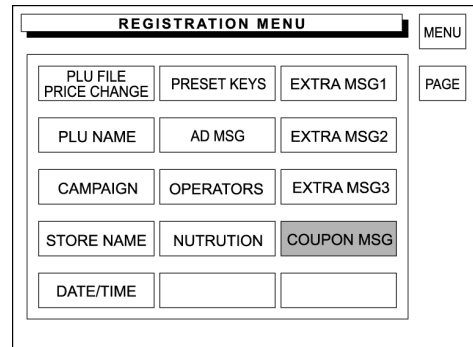 REGISTRATION MENU
MENU
PLU FILE
PRICE CHANGE
PRESET KEYS
EXTRA MSG1
PAGE
PLU NAME
AD MSG
EXTRA MSG2
CAMPAIGN
OPERATORS
EXTRA MSG3
STORE NAME
NUTRUTION
COUPON MSG
DATE/TIME